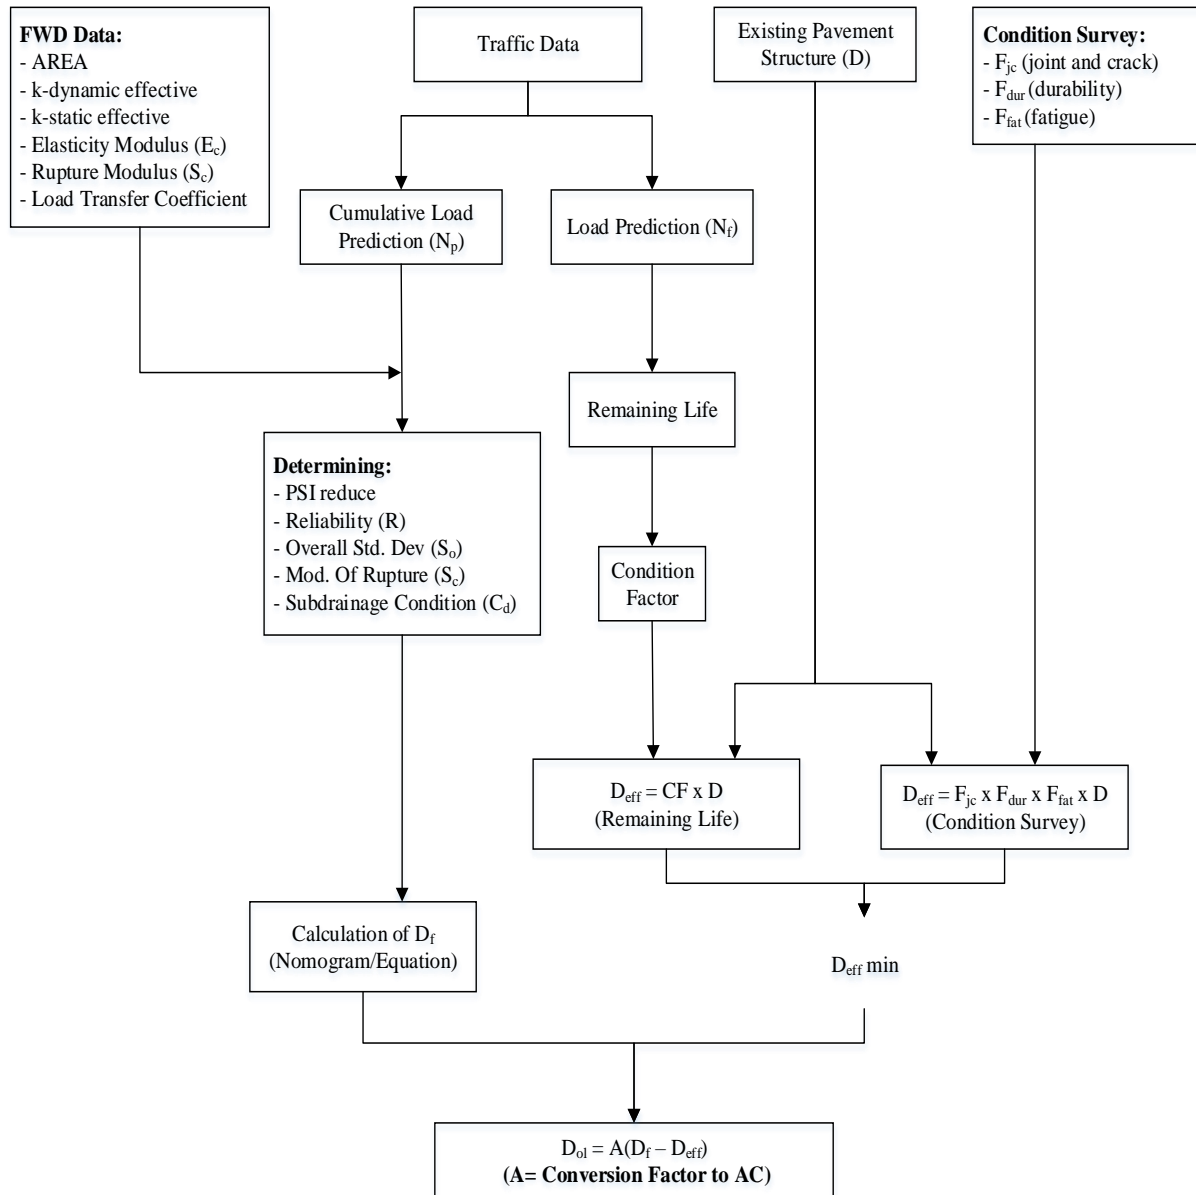 FWD Data:
- AREA
- k-dynamic effective
- k-static effective
- Elasticity Modulus (Ec)
- Rupture Modulus (Sc)
- Load Transfer Coefficient
Traffic Data
Existing Pavement
Structure (D)
Condition Survey:
- Fjc (joint and crack)
- Fdur (durability)
- Ffat (fatigue)
Cumulative Load
Prediction (Np)
Load Prediction (Nf)
Remaining Life
Determining:
- PSI reduce
- Reliability (R)
- Overall Std. Dev (So)
- Mod. Of Rupture (Sc)
- Subdrainage Condition (Cd)
Condition
Factor
Deff = CF x D
(Remaining Life)
Deff = Fjc x Fdur x Ffat x D
(Condition Survey)
Calculation of Df
(Nomogram/Equation)
Deff min
Dol = A(Df – Deff)
(A= Conversion Factor to AC)